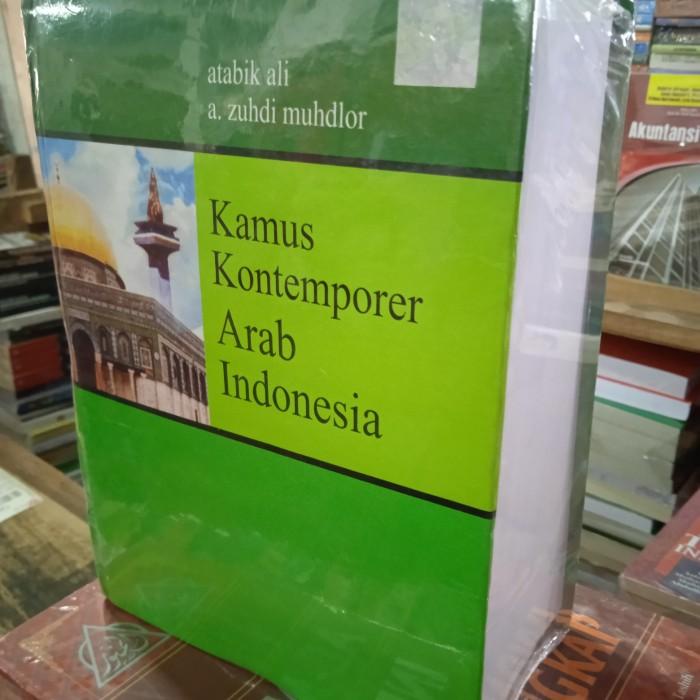 atabik ali
a. zuhdi muhdlor
Kamus
Kontemporer
Arab
Indonesia
Akuntansi